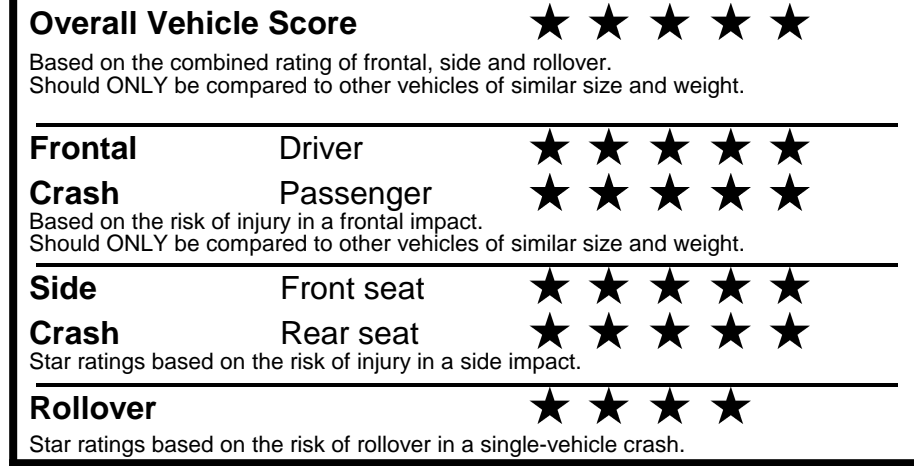 Overall Vehicle Score ★ ★ ★ ★ ★
Based on the combined rating of frontal, side and rollover.
Should ONLY be compared to other vehicles of similar size and weight.
Frontal Driver ★ ★ ★ ★ ★
Crash Passenger ★ ★ ★ ★ ★
Based on the risk of injury in a frontal impact.
Should ONLY be compared to other vehicles of similar size and weight.
Side Front seat ★ ★ ★ ★ ★
Crash Rear seat ★ ★ ★ ★ ★
Star ratings based on the risk of injury in a side impact.
Rollover ★ ★ ★ ★
Star ratings based on the risk of rollover in a single-vehicle crash.